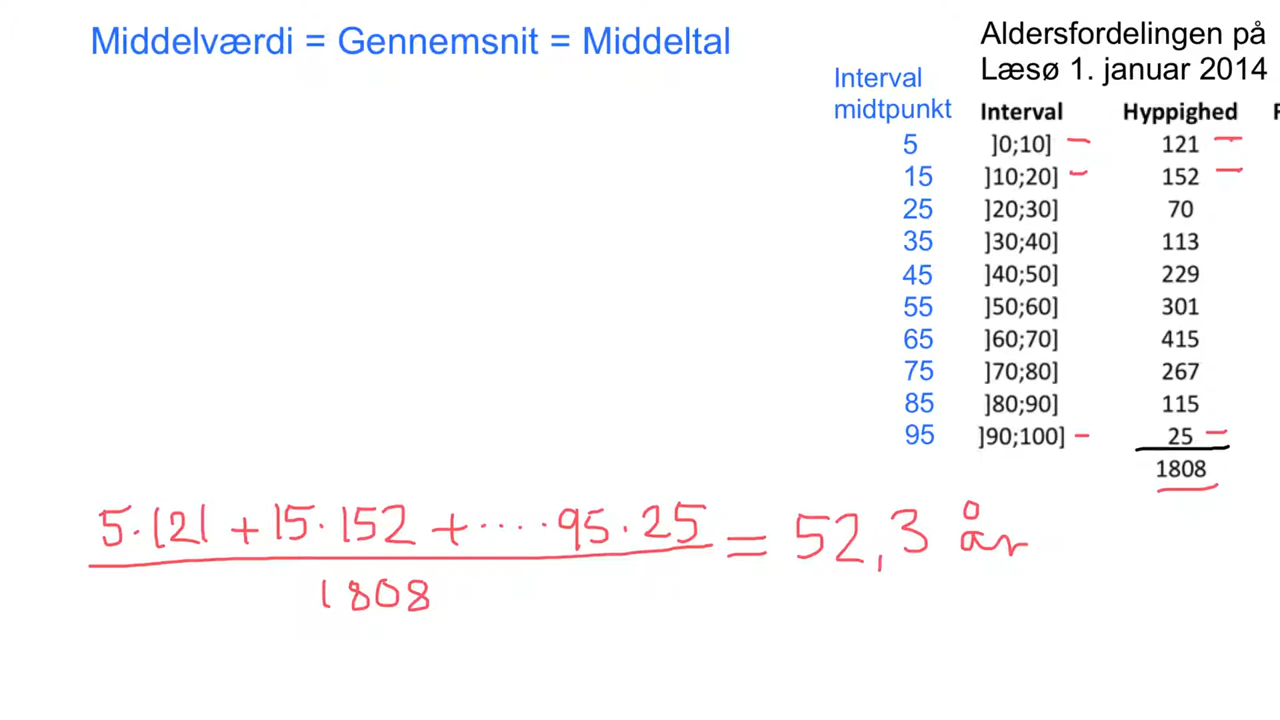 Middelværdi = Gennemsnit = Middeltal
Aldersfordelingen på
Læsø 1. januar 2014
Interval
midtpunkt Interval Hyppighed F
5 ]0;10] 121
15 ]10;20] 152
25 ]20;30] 70
35 ]30;40] 113
45 ]40;50] 229
55 ]50;60] 301
65 ]60;70] 415
75 ]70;80] 267
85 ]80;90] 115
95 ]90;100] 25
1808
5·121 + 15·152 + ····95·25 = 52,3 år
1808